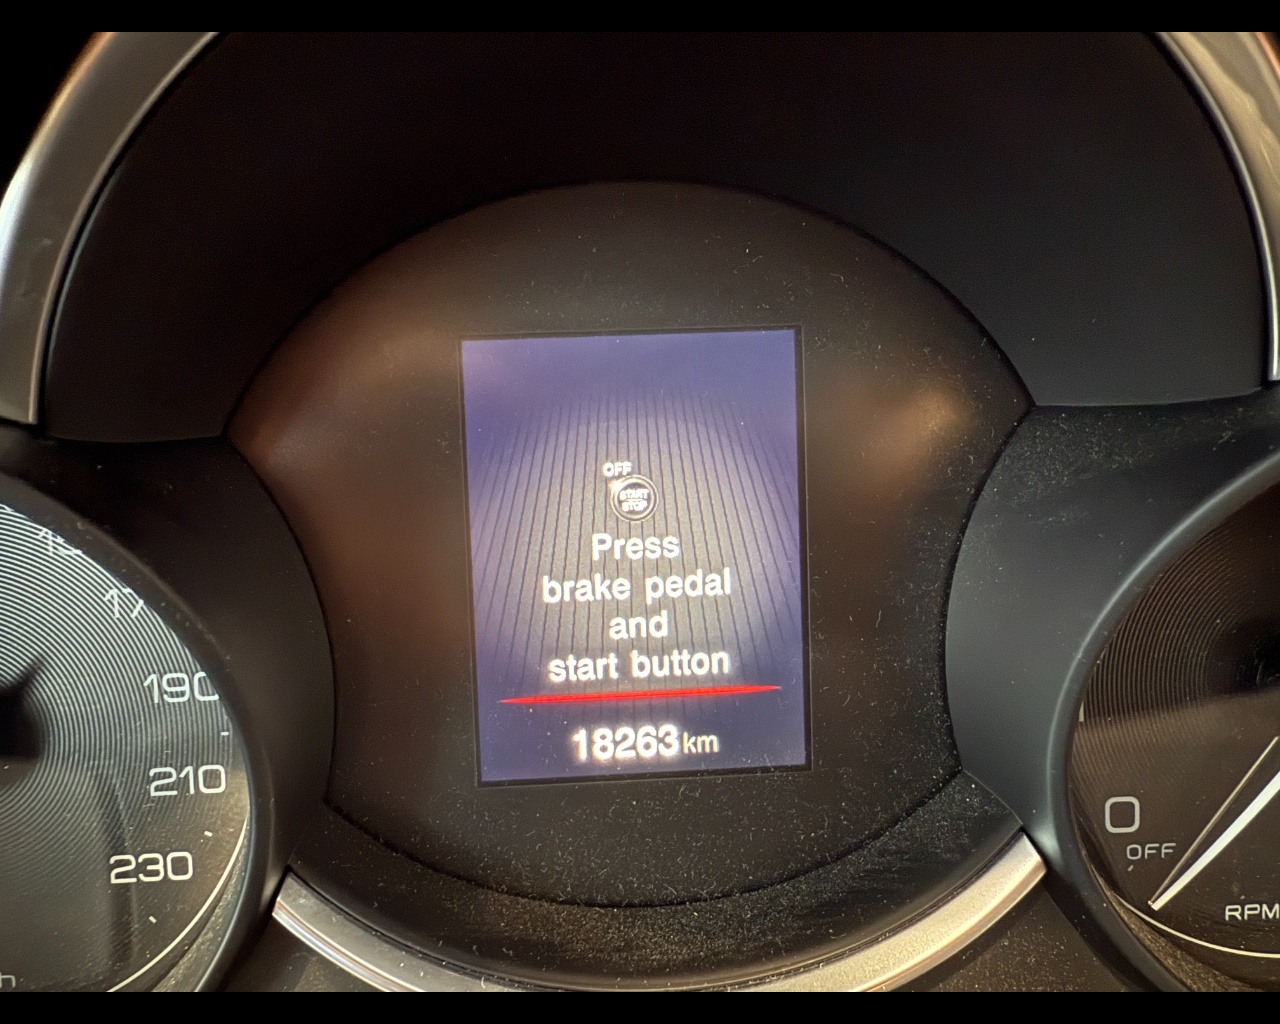 OFF
START
STOP
Press
brake pedal
and
start button
18263 km
190
210
230
0
OFF
RPM